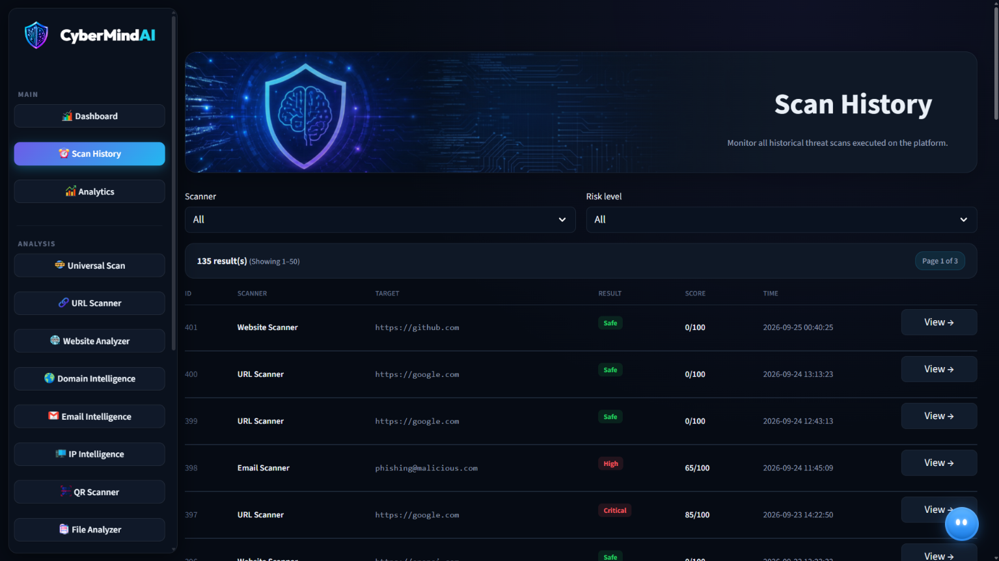 CyberMindAI
MAIN
Dashboard
Scan History
Analytics
ANALYSIS
Universal Scan
URL Scanner
Website Analyzer
Domain Intelligence
Email Intelligence
IP Intelligence
QR Scanner
File Analyzer
Scan History
Monitor all historical threat scans executed on the platform.
Scanner
Risk level
All
All
135 result(s) (Showing 1–50)
Page 1 of 3
ID SCANNER TARGET RESULT SCORE TIME
401 Website Scanner https://github.com Safe 0/100 2026-09-25 00:40:25 View →
400 URL Scanner https://google.com Safe 0/100 2026-09-24 13:13:23 View →
399 URL Scanner https://google.com Safe 0/100 2026-09-24 12:43:13 View →
398 Email Scanner phishing@malicious.com High 65/100 2026-09-24 11:45:09 View →
397 URL Scanner https://google.com Critical 85/100 2026-09-23 14:22:50 View →
Website Scanner Safe 0/100 View →